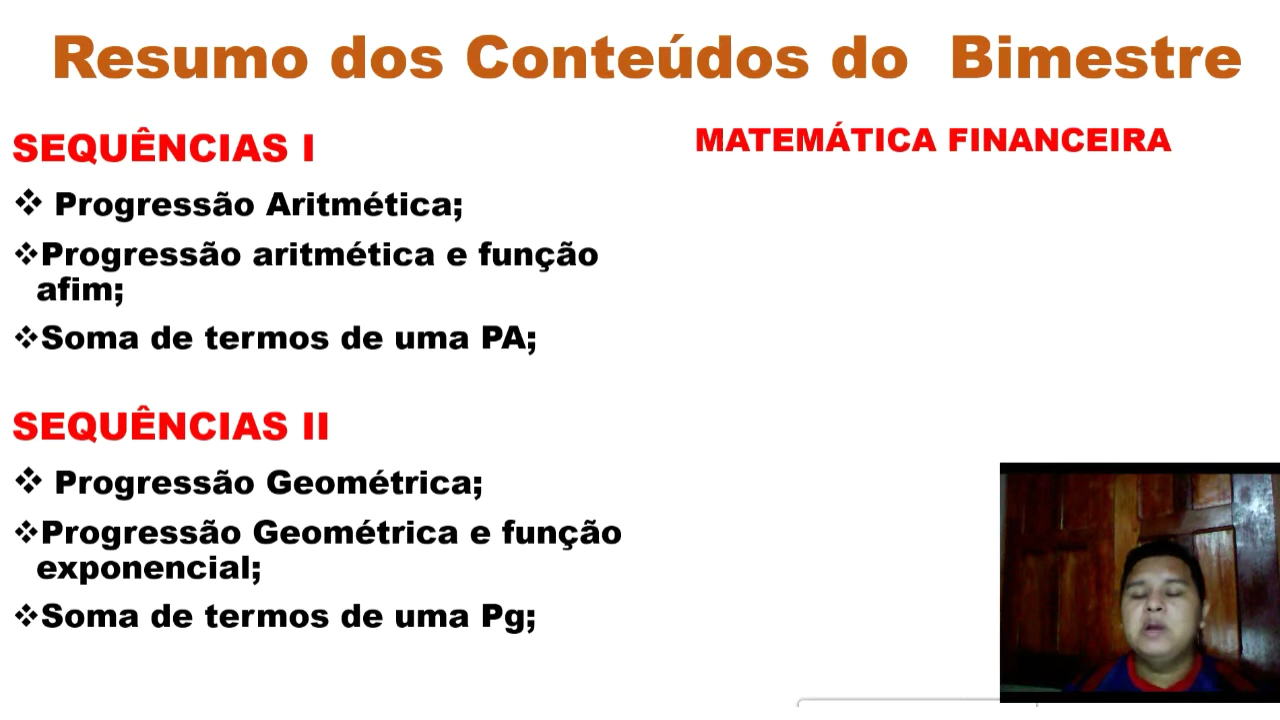 Resumo dos Conteúdos do Bimestre
SEQUÊNCIAS I
❖ Progressão Aritmética;
❖Progressão aritmética e função
afim;
❖Soma de termos de uma PA;
SEQUÊNCIAS II
❖ Progressão Geométrica;
❖Progressão Geométrica e função
exponencial;
❖Soma de termos de uma Pg;
MATEMÁTICA FINANCEIRA